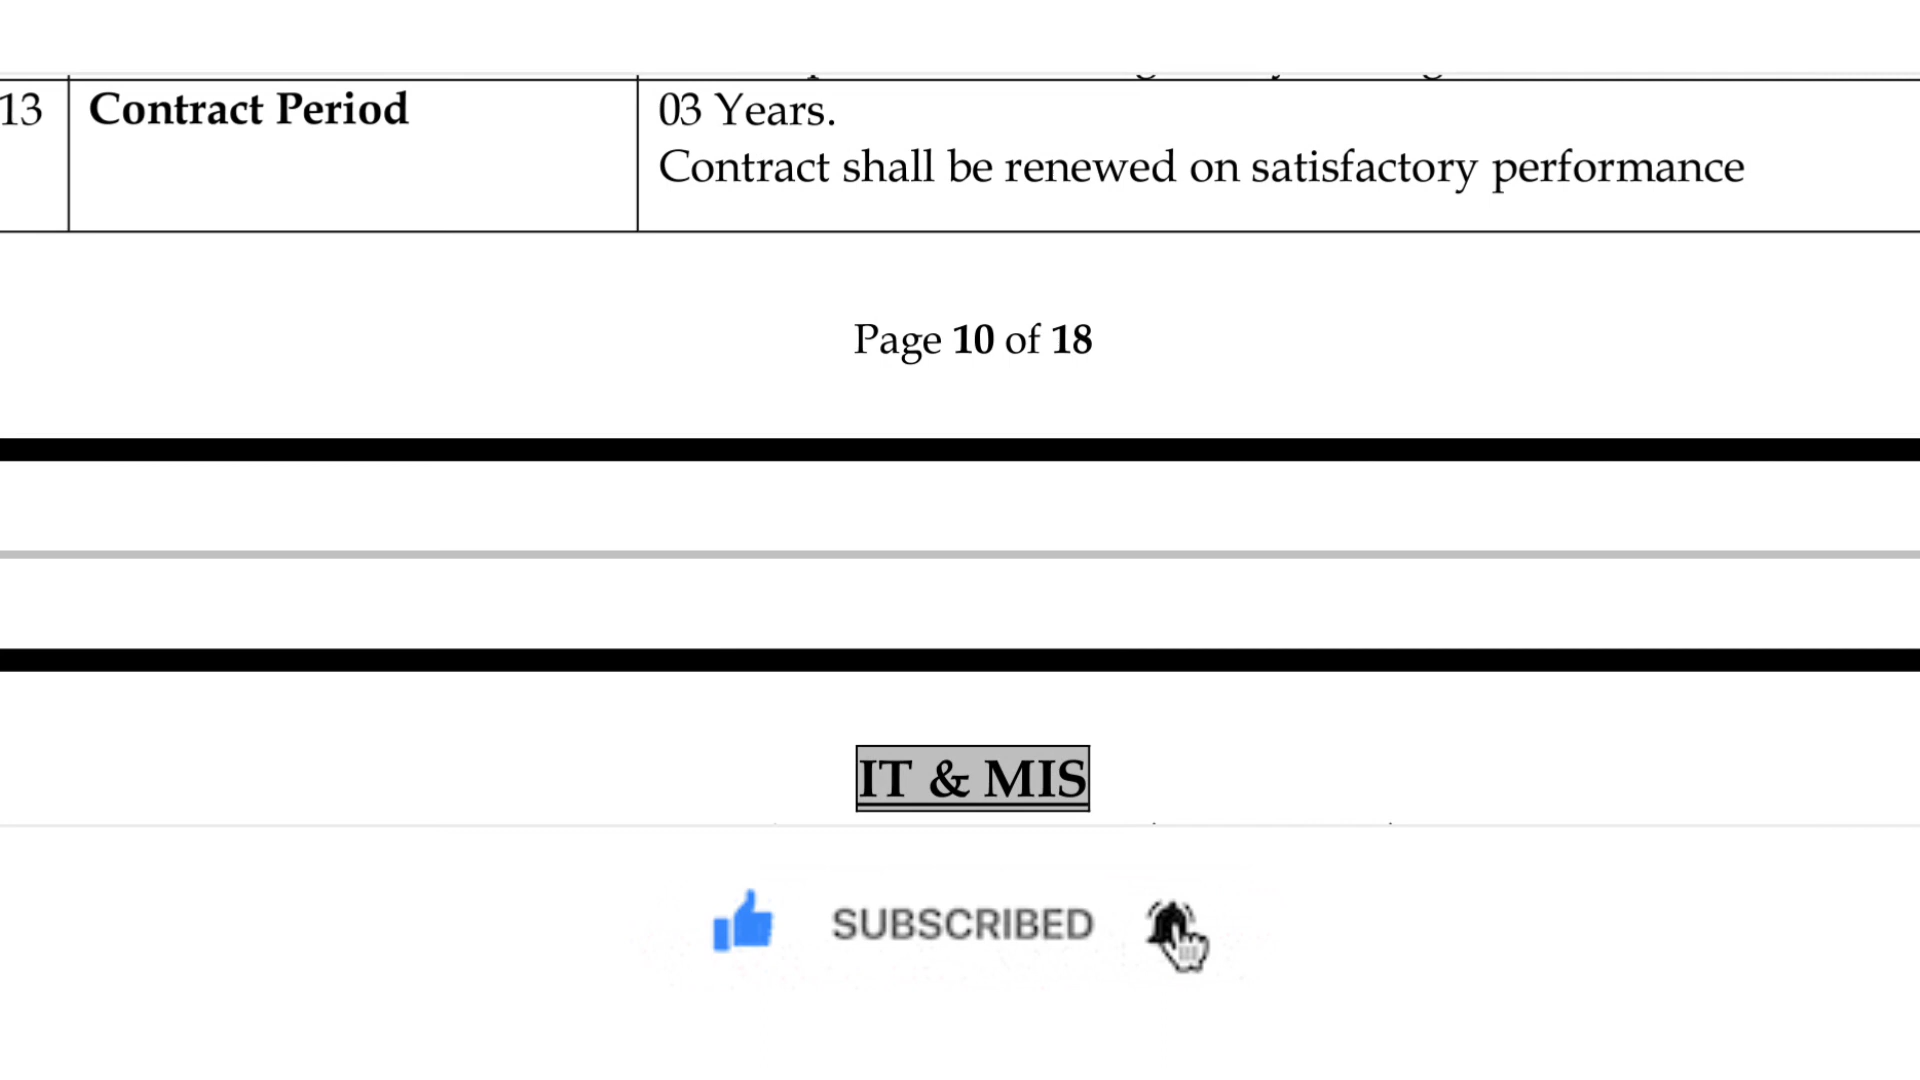 13 Contract Period 03 Years.
Contract shall be renewed on satisfactory performance
Page 10 of 18
IT & MIS
SUBSCRIBED